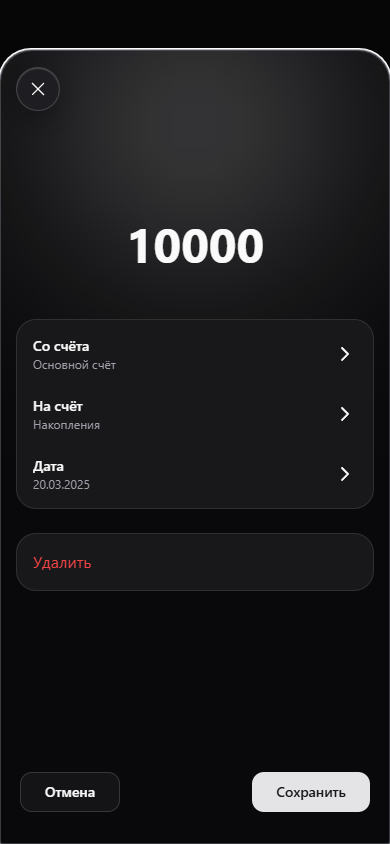 10000
Со счёта
Основной счёт
На счёт
Накопления
Дата
20.03.2025
Удалить
Отмена
Сохранить